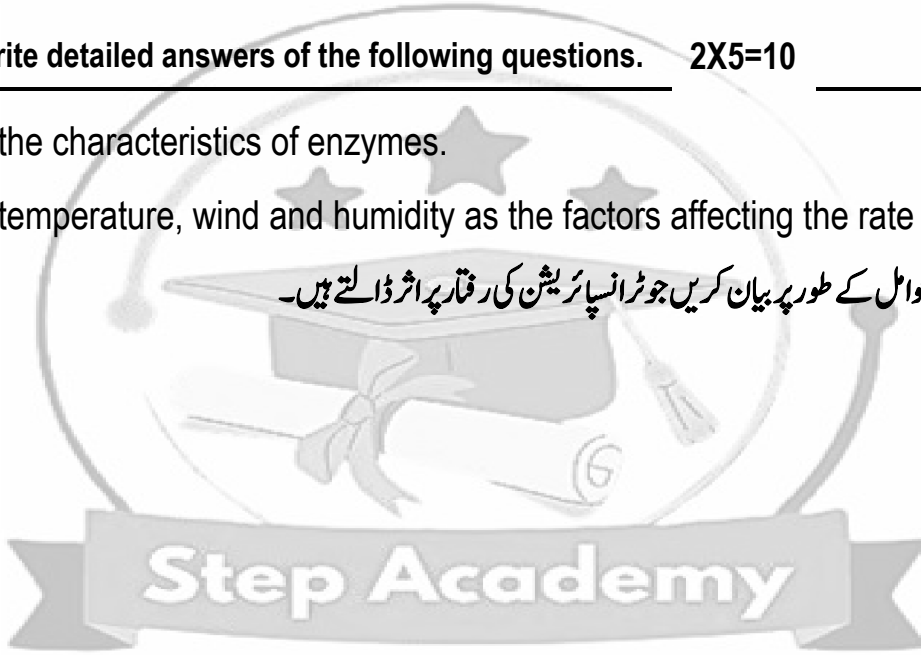 rite detailed answers of the following questions. 2X5=10
the characteristics of enzymes.
temperature, wind and humidity as the factors affecting the rate
وامل کے طور پر بیان کریں جو ٹرانسپائریشن کی رفتار پر اثر ڈالتے ہیں۔
Step Academy